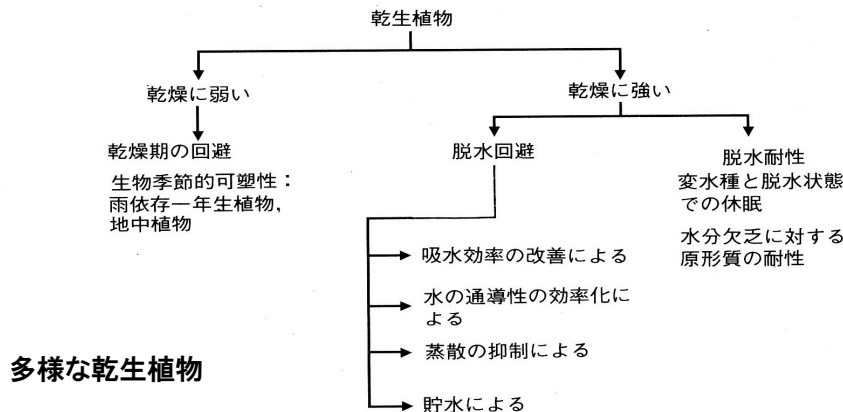 乾生植物
乾燥に弱い
乾燥に強い
乾燥期の回避
生物季節的可塑性：
雨依存一年生植物，
地中植物
脱水回避
脱水耐性
変水種と脱水状態
での休眠
水分欠乏に対する
原形質の耐性
吸水効率の改善による
水の通導性の効率化に
よる
蒸散の抑制による
貯水による
多様な乾生植物